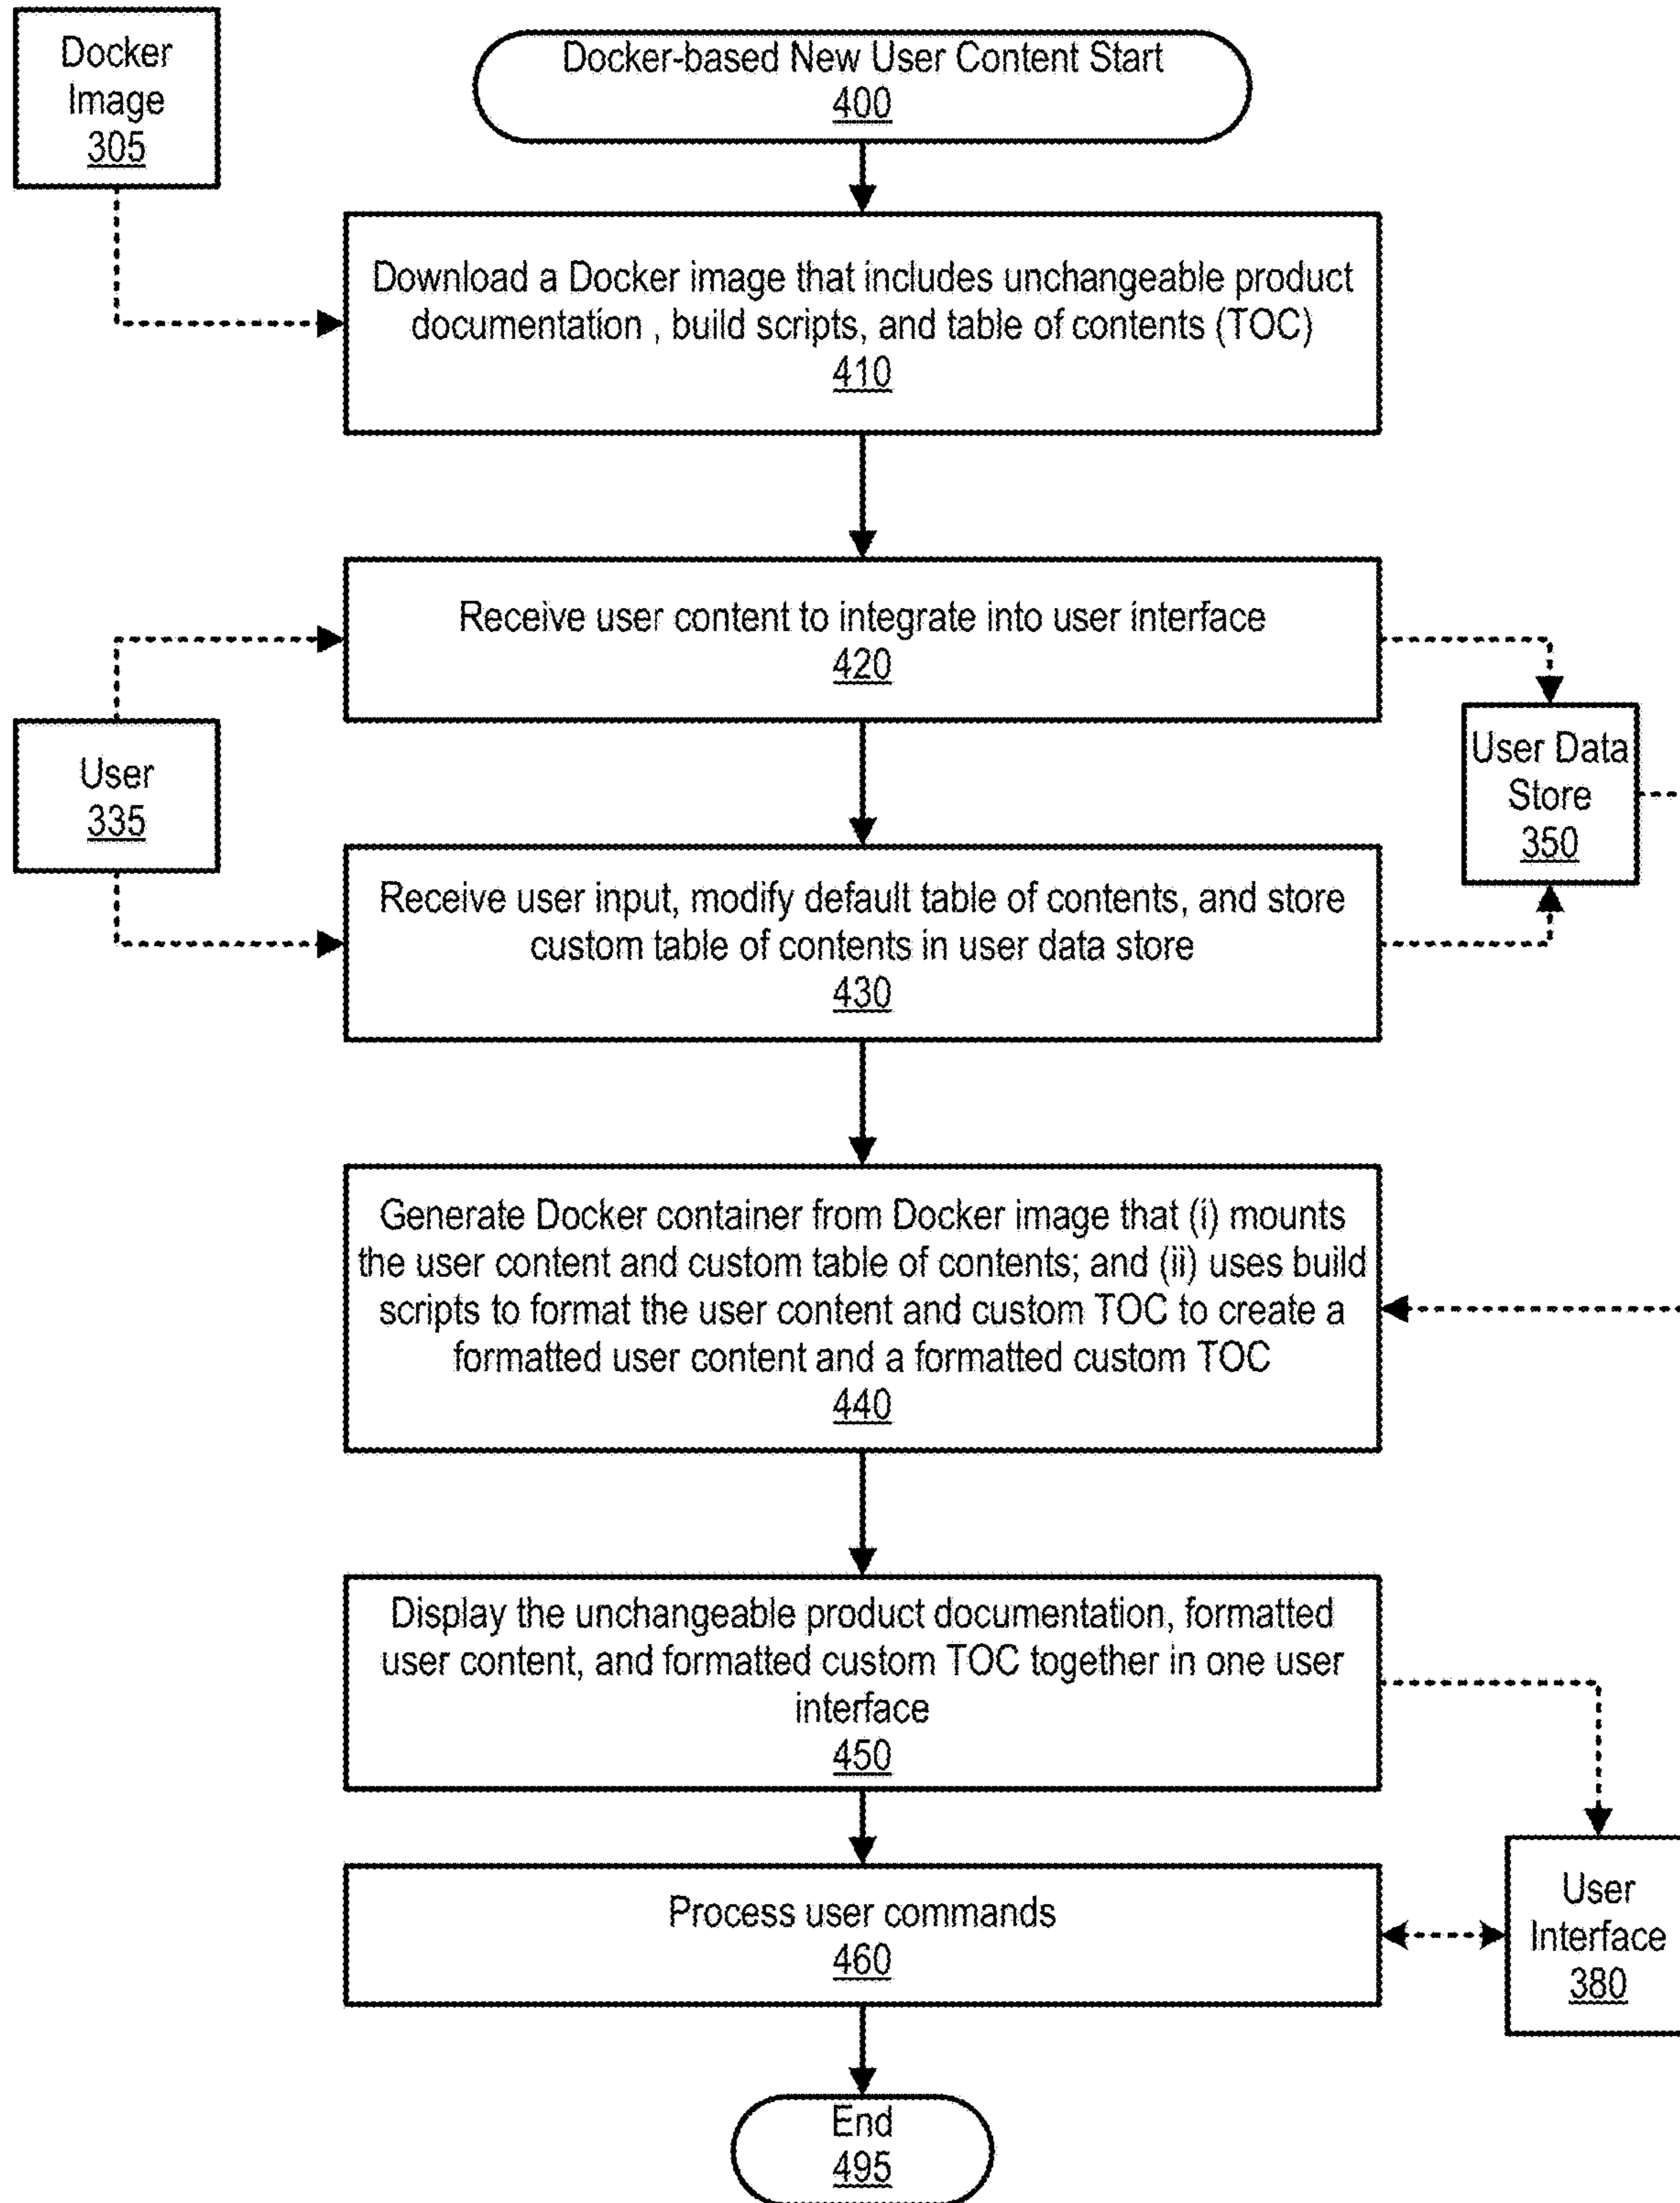 Docker
Image
305
Docker-based New User Content Start
400
Download a Docker image that includes unchangeable product
documentation , build scripts, and table of contents (TOC)
410
Receive user content to integrate into user interface
420
User
335
User Data
Store
350
Receive user input, modify default table of contents, and store
custom table of contents in user data store
430
Generate Docker container from Docker image that (i) mounts
the user content and custom table of contents; and (ii) uses build
scripts to format the user content and custom TOC to create a
formatted user content and a formatted custom TOC
440
Display the unchangeable product documentation, formatted
user content, and formatted custom TOC together in one user
interface
450
Process user commands
460
User
Interface
380
End
495